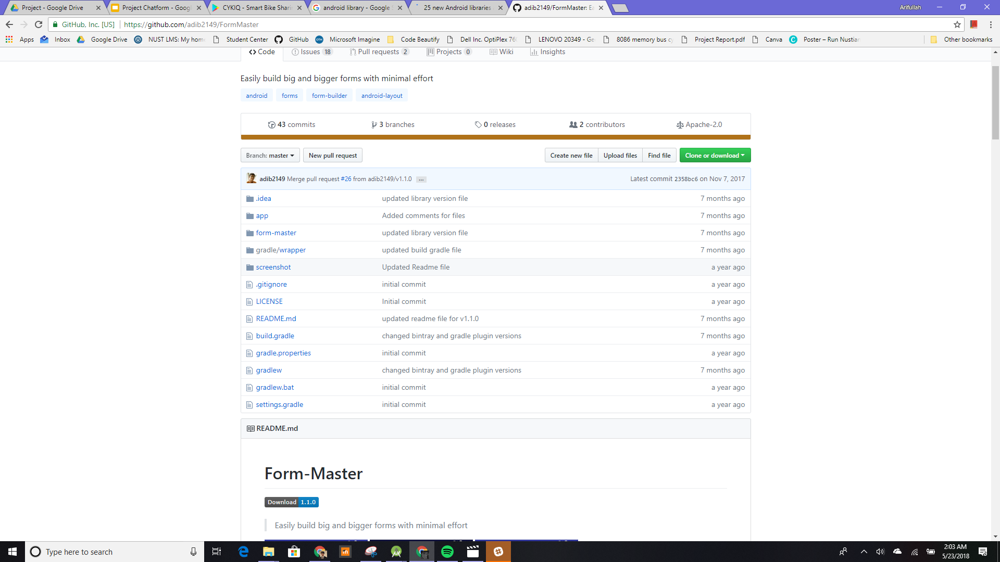 Project - Google Drive
Project Chatform - Googl
CYKIQ - Smart Bike Sharin
android library - Google S
25 new Android libraries
adib2149/FormMaster: Ea
Arifullah
GitHub, Inc. [US]
https://github.com/adib2149/FormMaster
Apps
Inbox
Google Drive
NUST LMS: My home
Student Center
GitHub
Microsoft Imagine
Code Beautify
Dell Inc. OptiPlex 760
LENOVO 20349 - Ge
8086 memory bus cy
Project Report.pdf
Canva
Poster – Run Nustian
Other bookmarks
Code
Issues 18
Pull requests 2
Projects 0
Wiki
Insights
Easily build big and bigger forms with minimal effort
android forms form-builder android-layout
43 commits
3 branches
0 releases
2 contributors
Apache-2.0
Branch: master
New pull request
Create new file
Upload files
Find file
Clone or download
adib2149 Merge pull request #26 from adib2149/v1.1.0 ...
Latest commit 2358bc6 on Nov 7, 2017
.idea updated library version file 7 months ago
app Added comments for files 7 months ago
form-master updated library version file 7 months ago
gradle/wrapper updated build gradle file 7 months ago
screenshot Updated Readme file a year ago
.gitignore initial commit a year ago
LICENSE Initial commit a year ago
README.md updated readme file for v1.1.0 7 months ago
build.gradle changed bintray and gradle plugin versions 7 months ago
gradle.properties initial commit a year ago
gradlew changed bintray and gradle plugin versions 7 months ago
gradlew.bat initial commit a year ago
settings.gradle initial commit a year ago
README.md
Form-Master
Download 1.1.0
Easily build big and bigger forms with minimal effort
Type here to search
2:03 AM
5/23/2018